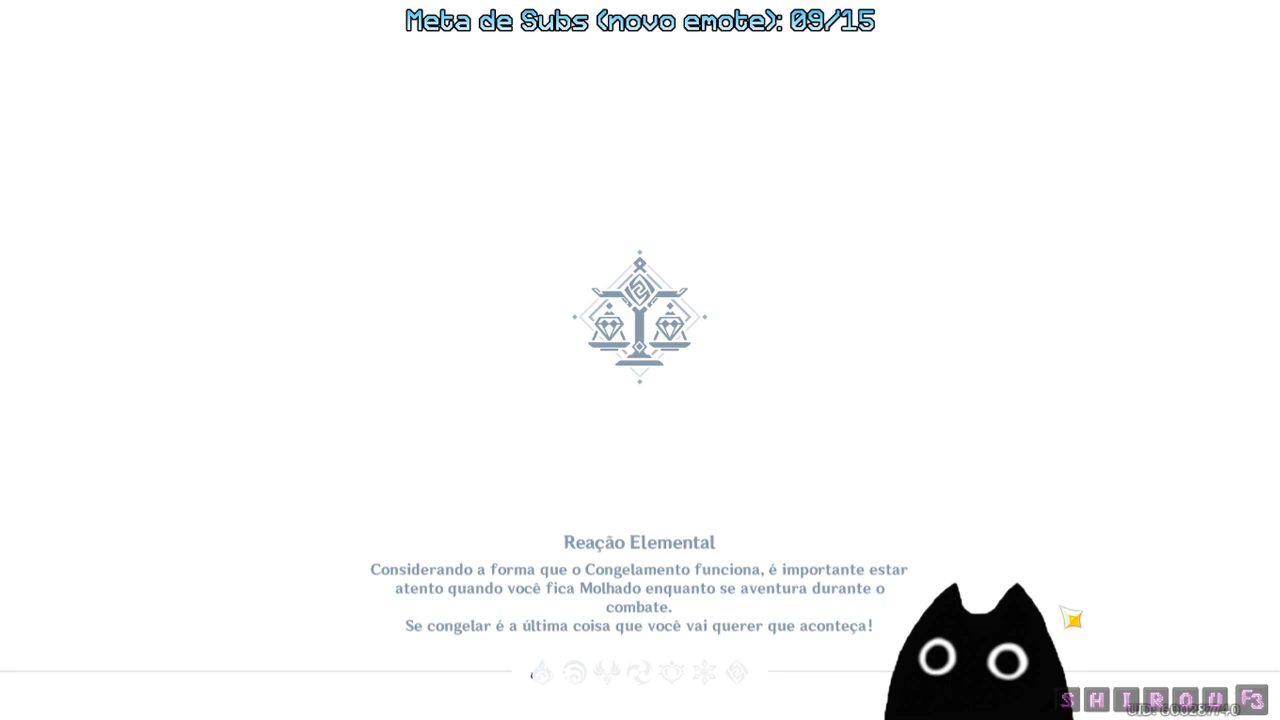 Meta de Subs (novo emote): 09/15
Reação Elemental
Considerando a forma que o Congelamento funciona, é importante estar
atento quando você fica Molhado enquanto se aventura durante o
combate.
Se congelar é a última coisa que você vai querer que aconteça!
SHIROUF3